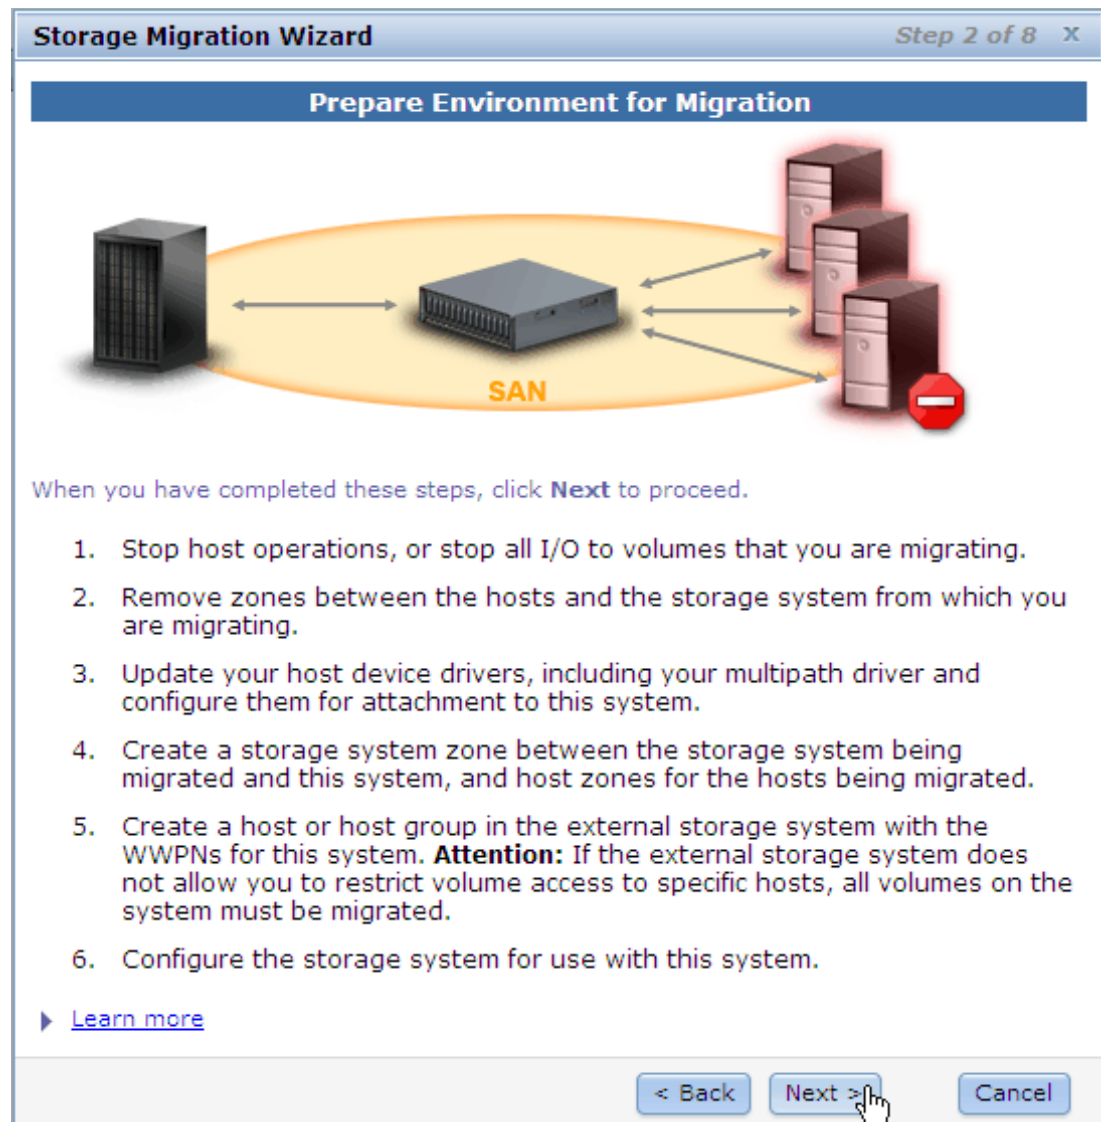 Storage Migration Wizard
Step 2 of 8 X
Prepare Environment for Migration
SAN
When you have completed these steps, click Next to proceed.
1. Stop host operations, or stop all I/O to volumes that you are migrating.
2. Remove zones between the hosts and the storage system from which you
are migrating.
3. Update your host device drivers, including your multipath driver and
configure them for attachment to this system.
4. Create a storage system zone between the storage system being
migrated and this system, and host zones for the hosts being migrated.
5. Create a host or host group in the external storage system with the
WWPNs for this system. Attention: If the external storage system does
not allow you to restrict volume access to specific hosts, all volumes on the
system must be migrated.
6. Configure the storage system for use with this system.
Learn more
< Back Next > Cancel